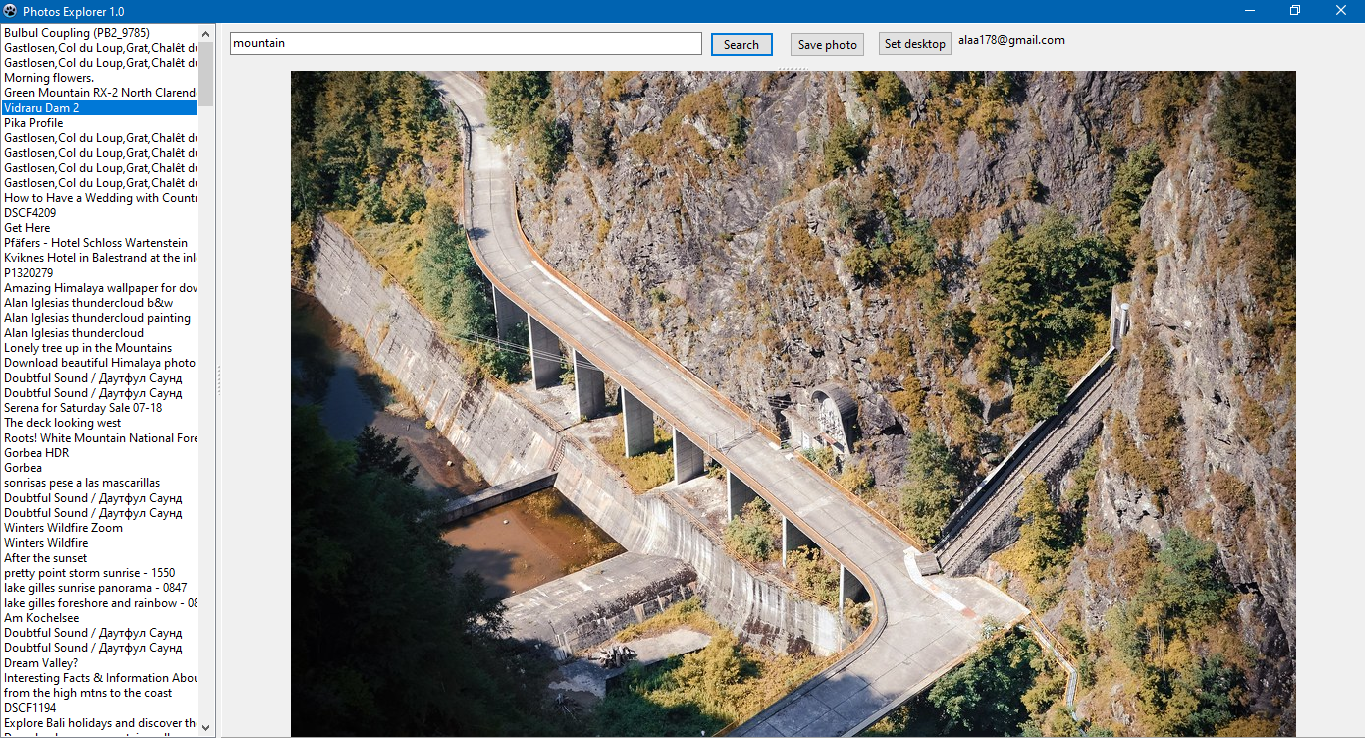 Photos Explorer 1.0
mountain
Search
Save photo
Set desktop
alaa178@gmail.com
Bulbul Coupling (PB2_9785)
Gastlosen,Col du Loup,Grat,Chalêt d
Gastlosen,Col du Loup,Grat,Chalêt d
Morning flowers.
Green Mountain RX-2 North Clarend
Vidraru Dam 2
Pika Profile
Gastlosen,Col du Loup,Grat,Chalêt d
Gastlosen,Col du Loup,Grat,Chalêt d
Gastlosen,Col du Loup,Grat,Chalêt d
Gastlosen,Col du Loup,Grat,Chalêt d
How to Have a Wedding with Countr
DSCF4209
Get Here
Pfäfers - Hotel Schloss Wartenstein
Kviknes Hotel in Balestrand at the inl
P1320279
Amazing Himalaya wallpaper for dow
Alan Iglesias thundercloud b&w
Alan Iglesias thundercloud painting
Alan Iglesias thundercloud
Lonely tree up in the Mountains
Download beautiful Himalaya photo
Doubtful Sound / Даутфул Саунд
Doubtful Sound / Даутфул Саунд
Serena for Saturday Sale 07-18
The deck looking west
Roots! White Mountain National Fore
Gorbea HDR
Gorbea
sonrisas pese a las mascarillas
Doubtful Sound / Даутфул Саунд
Doubtful Sound / Даутфул Саунд
Winters Wildfire Zoom
Winters Wildfire
After the sunset
pretty point storm sunrise - 1550
lake gilles sunrise panorama - 0847
lake gilles foreshore and rainbow - 08
Am Kochelsee
Doubtful Sound / Даутфул Саунд
Doubtful Sound / Даутфул Саунд
Dream Valley?
Interesting Facts & Information Abou
from the high mtns to the coast
DSCF1194
Explore Bali holidays and discover th